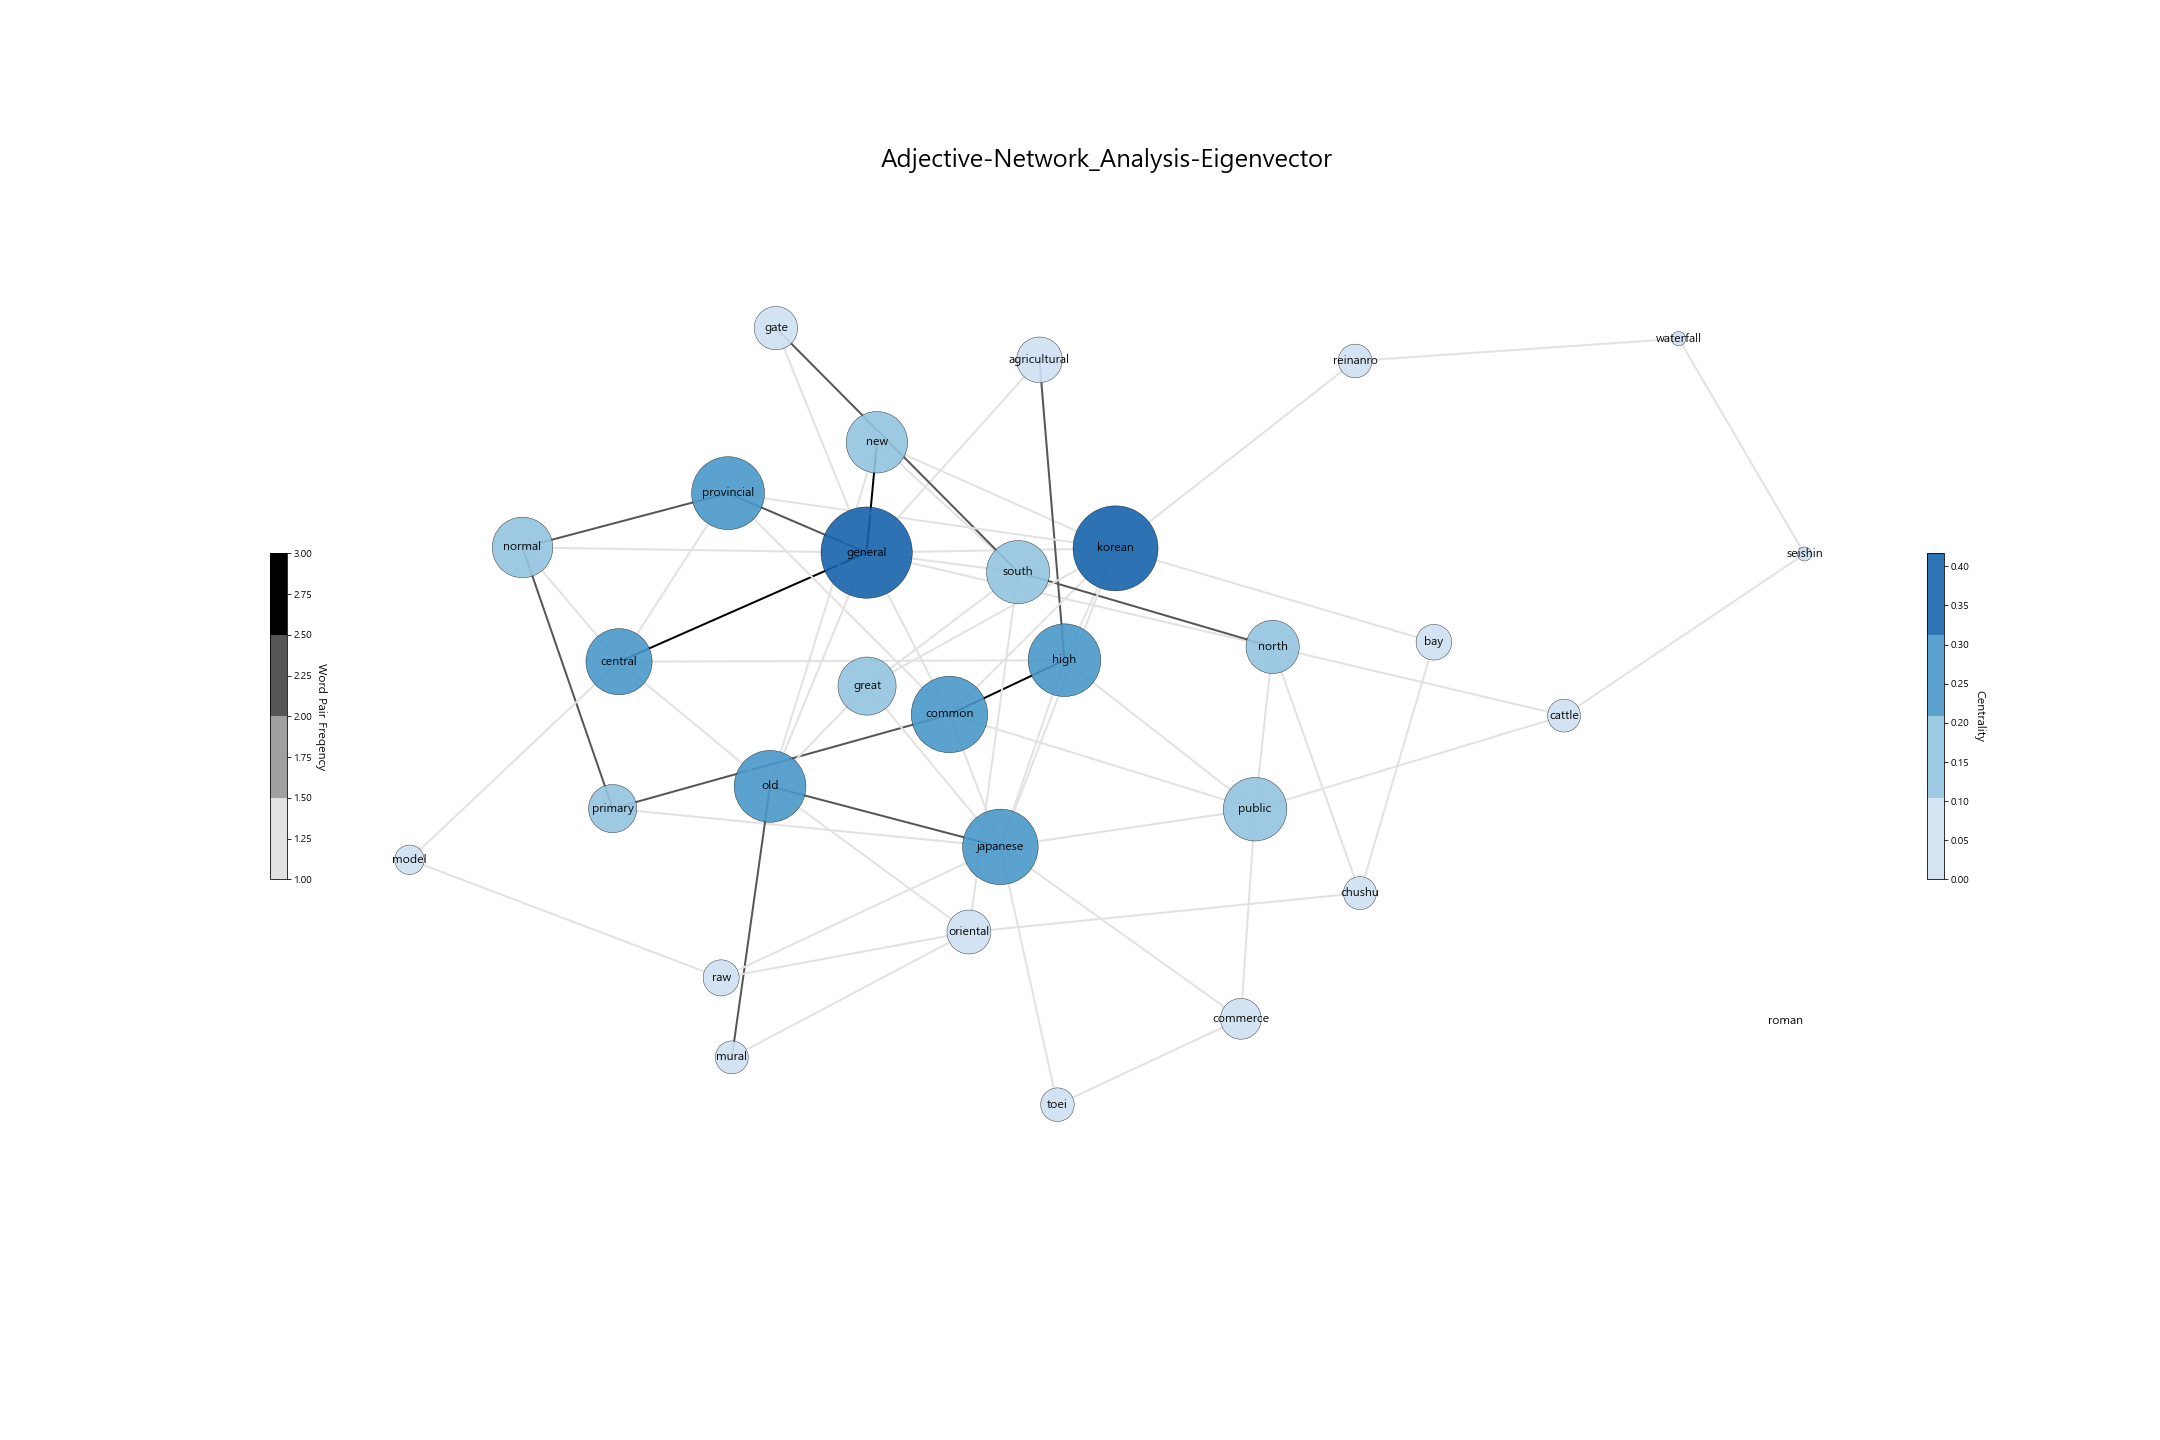 Adjective-Network_Analysis-Eigenvector
gate
waterfall
agricultural
reinanro
new
provincial
normal
general
korean
seishin
south
bay
north
central
high
great
common
cattle
old
primary
public
japanese
model
chushu
oriental
raw
commerce
roman
mural
toei
3.00
2.75
2.50
2.25
2.00
1.75
1.50
1.25
1.00
Word Pair Freqency
0.40
0.35
0.30
0.25
0.20
0.15
0.10
0.05
0.00
Centrality